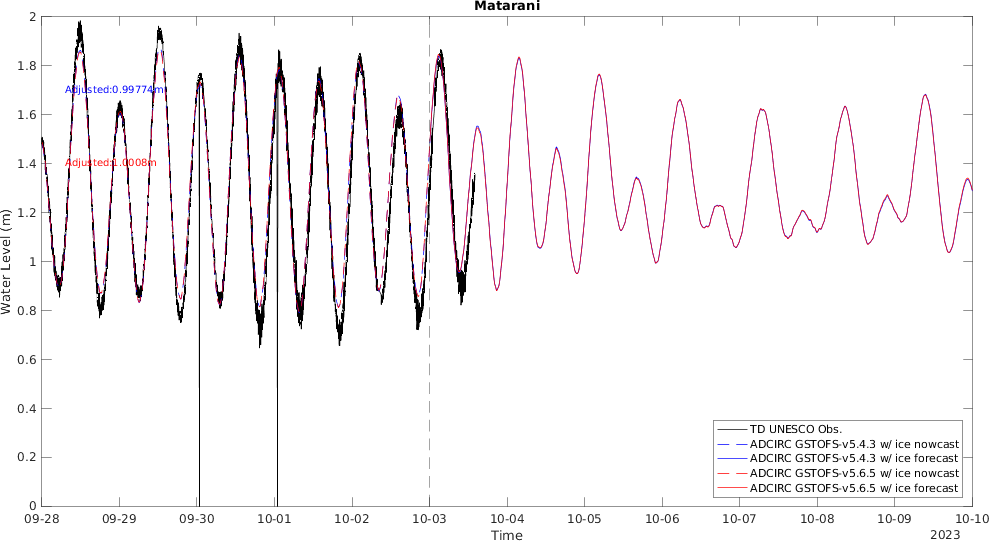 Matarani
2
1.8
1.6
1.4
1.2
1
0.8
0.6
0.4
0.2
0
Water Level (m)
Adjusted:0.99774m
Adjusted:1.0008m
TD UNESCO Obs.
ADCIRC GSTOFS-v5.4.3 w/ ice nowcast
ADCIRC GSTOFS-v5.4.3 w/ ice forecast
ADCIRC GSTOFS-v5.6.5 w/ ice nowcast
ADCIRC GSTOFS-v5.6.5 w/ ice forecast
09-28 09-29 09-30 10-01 10-02 10-03 10-04 10-05 10-06 10-07 10-08 10-09 10-10
Time
2023